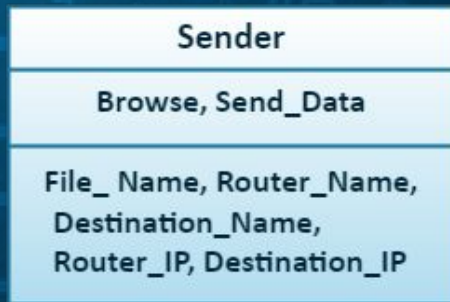 Sender
Browse, Send_Data
File_ Name, Router_Name,
Destination_Name,
Router_IP, Destination_IP